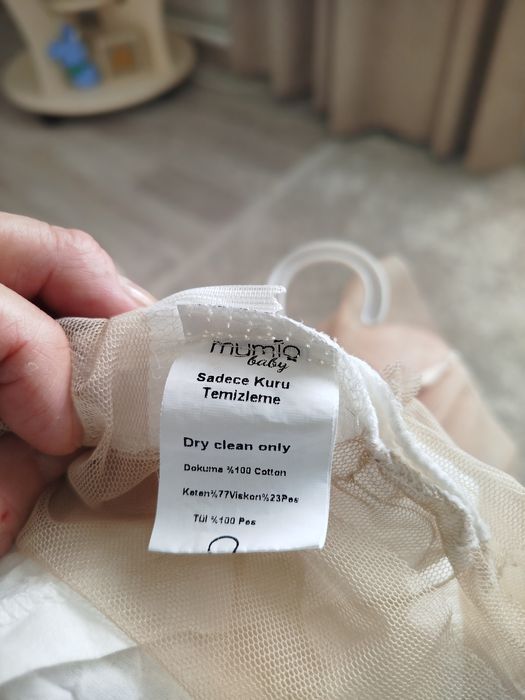 mumio
baby
Sadece Kuru
Temizleme
Dry clean only
Dokuma %100 Cotton
Keten%77Viskon%23Pes
Tül %100 Pes